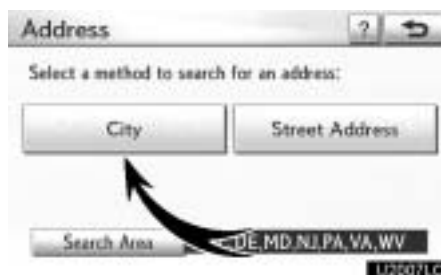 Address ?
Select a method to search for an address:
City Street Address
Search Area DE,MD,NJ,PA,VA,WV